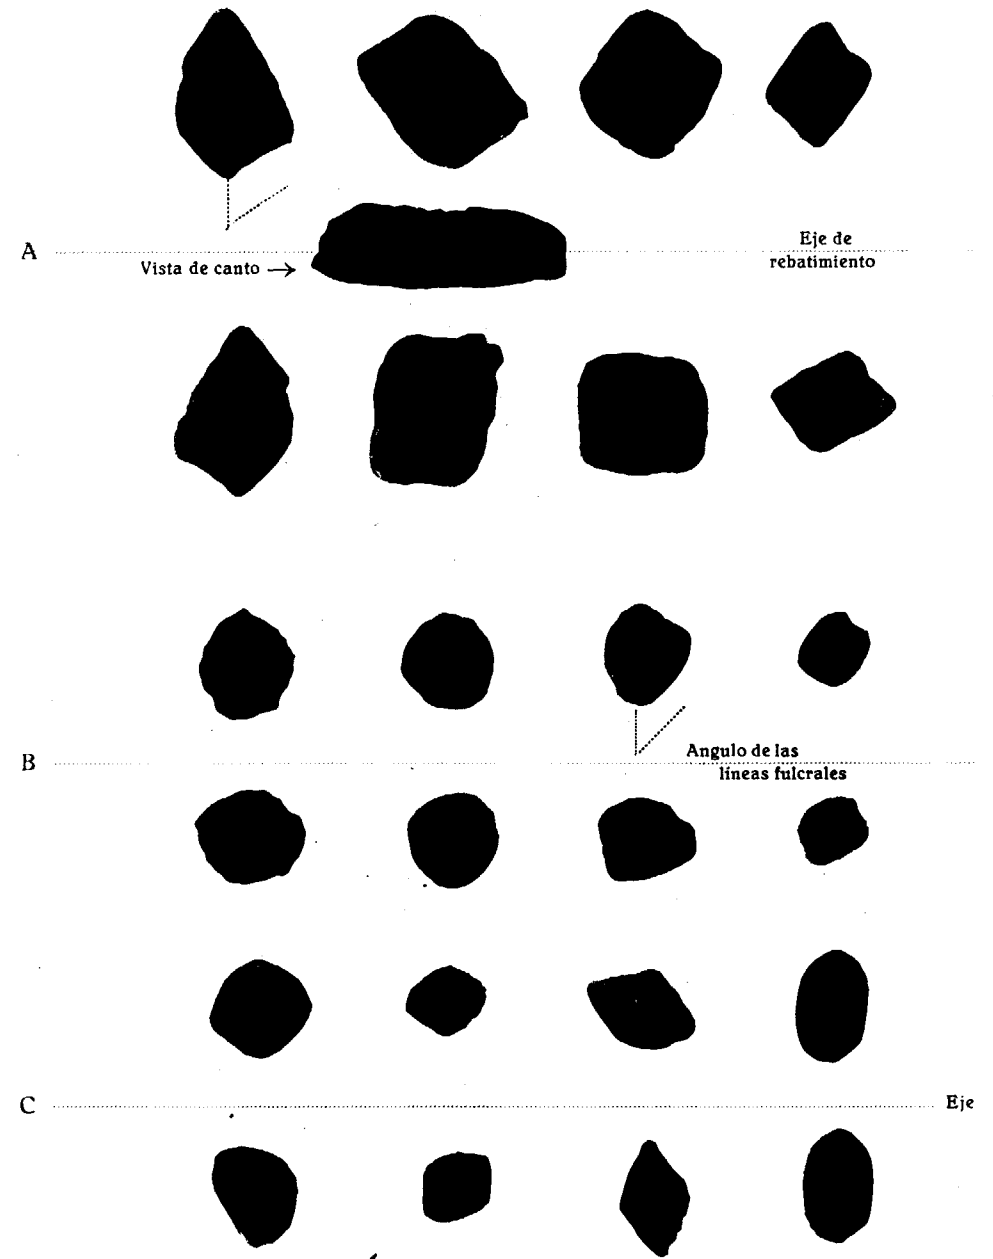 A
Eje de
rebatimiento
Vista de canto →
B
Angulo de las
líneas fulcrales
C
Eje